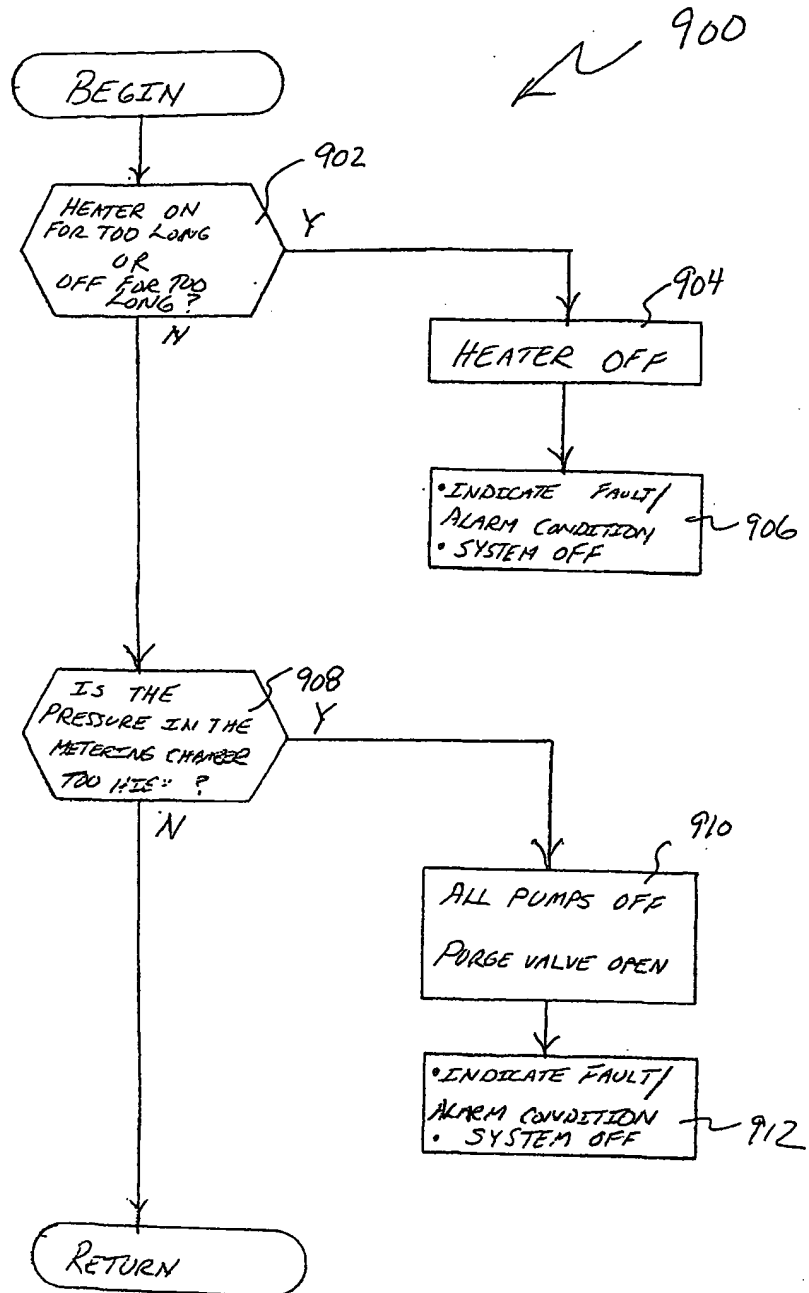 900
BEGIN
902
HEATER ON
FOR TOO LONG
OR
OFF FOR TOO
LONG?
Y
N
904
HEATER OFF
• INDICATE FAULT/
ALARM CONDITION
• SYSTEM OFF
906
908
IS THE
PRESSURE IN THE
METERING CHAMBER
TOO ?
Y
N
910
ALL PUMPS OFF
PURGE VALVE OPEN
• INDICATE FAULT/
ALARM CONDITION
• SYSTEM OFF
912
RETURN